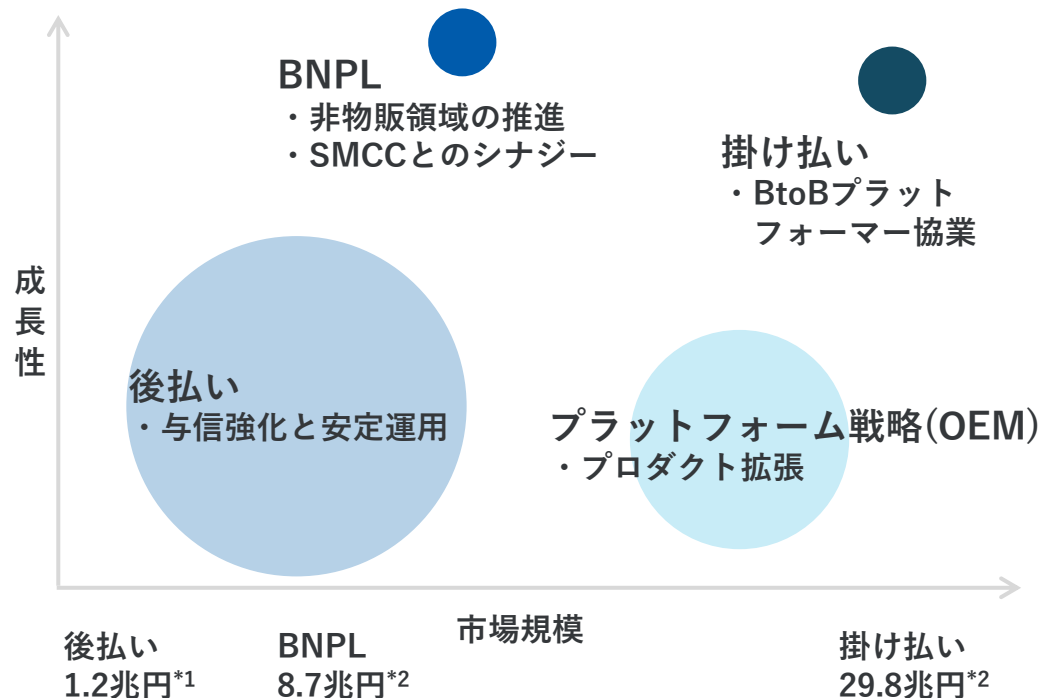 BNPL
・非物販領域の推進
・SMCCとのシナジー
掛け払い
・BtoBプラット
フォーマー協業
成長性
後払い
・与信強化と安定運用
プラットフォーム戦略(OEM)
・プロダクト拡張
市場規模
後払い
1.2兆円*1
BNPL
8.7兆円*2
掛け払い
29.8兆円*2